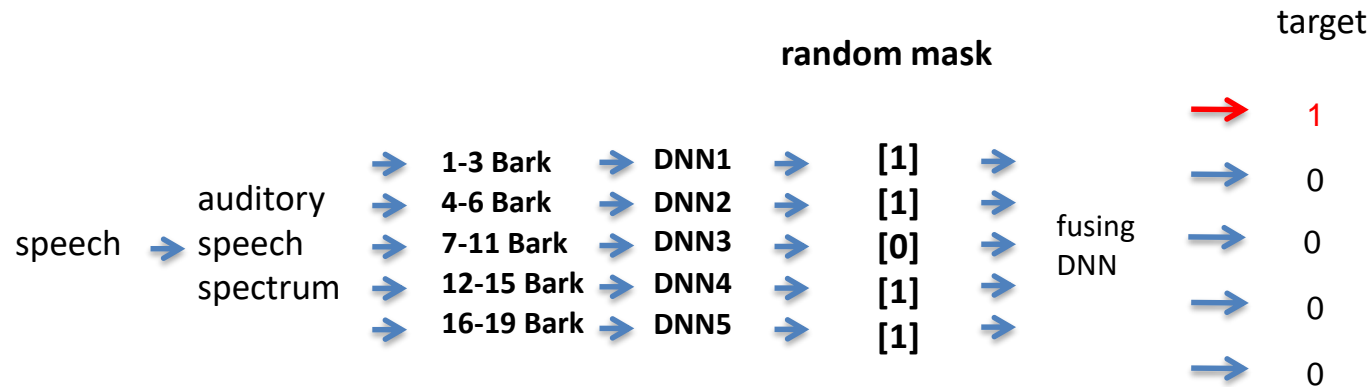 target
random mask
1
1-3 Bark DNN1 [1]
0
auditory 4-6 Bark DNN2 [1]
speech speech 7-11 Bark DNN3 [0] fusing 0
DNN
spectrum 12-15 Bark DNN4 [1]
0
16-19 Bark DNN5 [1]
0